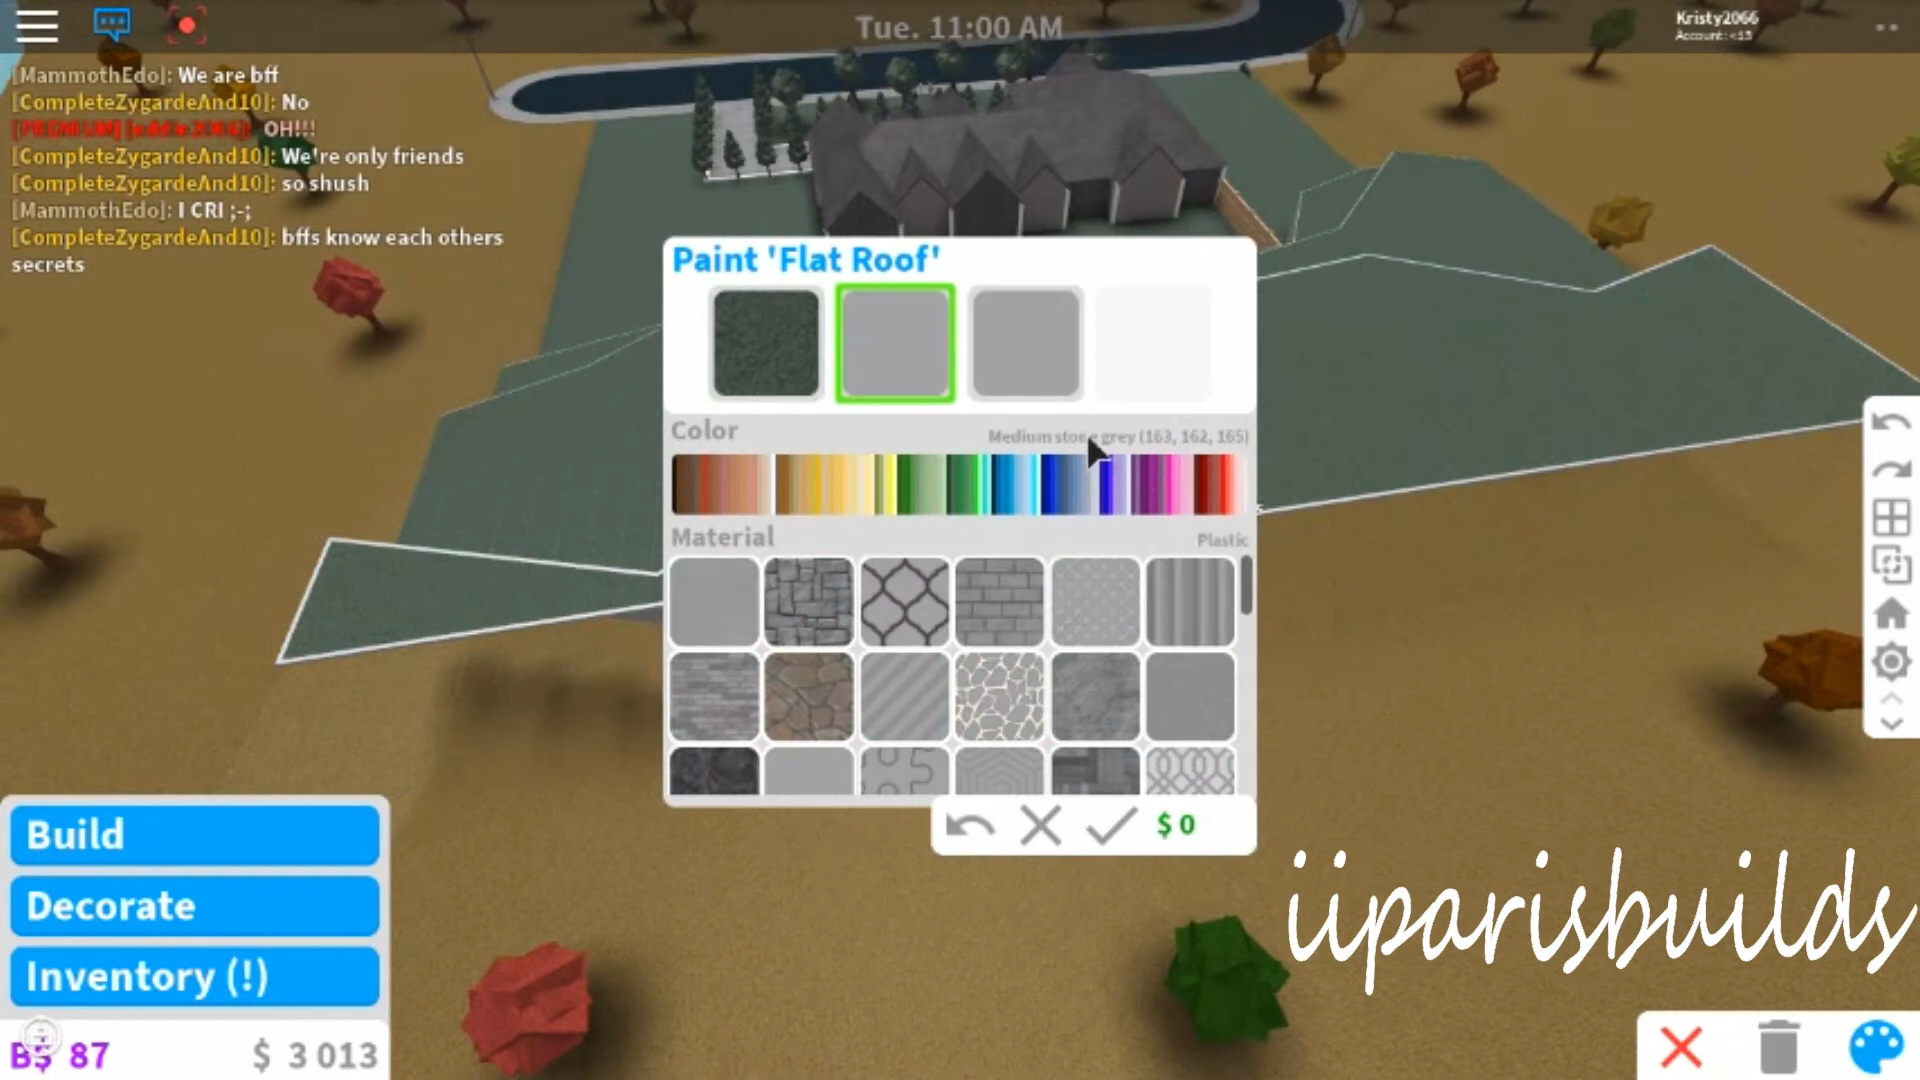 Tue. 11:00 AM
Kristy2066
Account: <13
[MammothEdo]: We are bff
[CompleteZygardeAnd10]: No
OH!!!
[CompleteZygardeAnd10]: We're only friends
[CompleteZygardeAnd10]: so shush
[MammothEdo]: I CRI ;-;
[CompleteZygardeAnd10]: bffs know each others
secrets
Paint 'Flat Roof'
Color
Medium stone grey (163, 162, 165)
Material
Plastic
$ 0
Build
Decorate
Inventory (!)
B$ 87
$ 3 013
iiparisbuilds